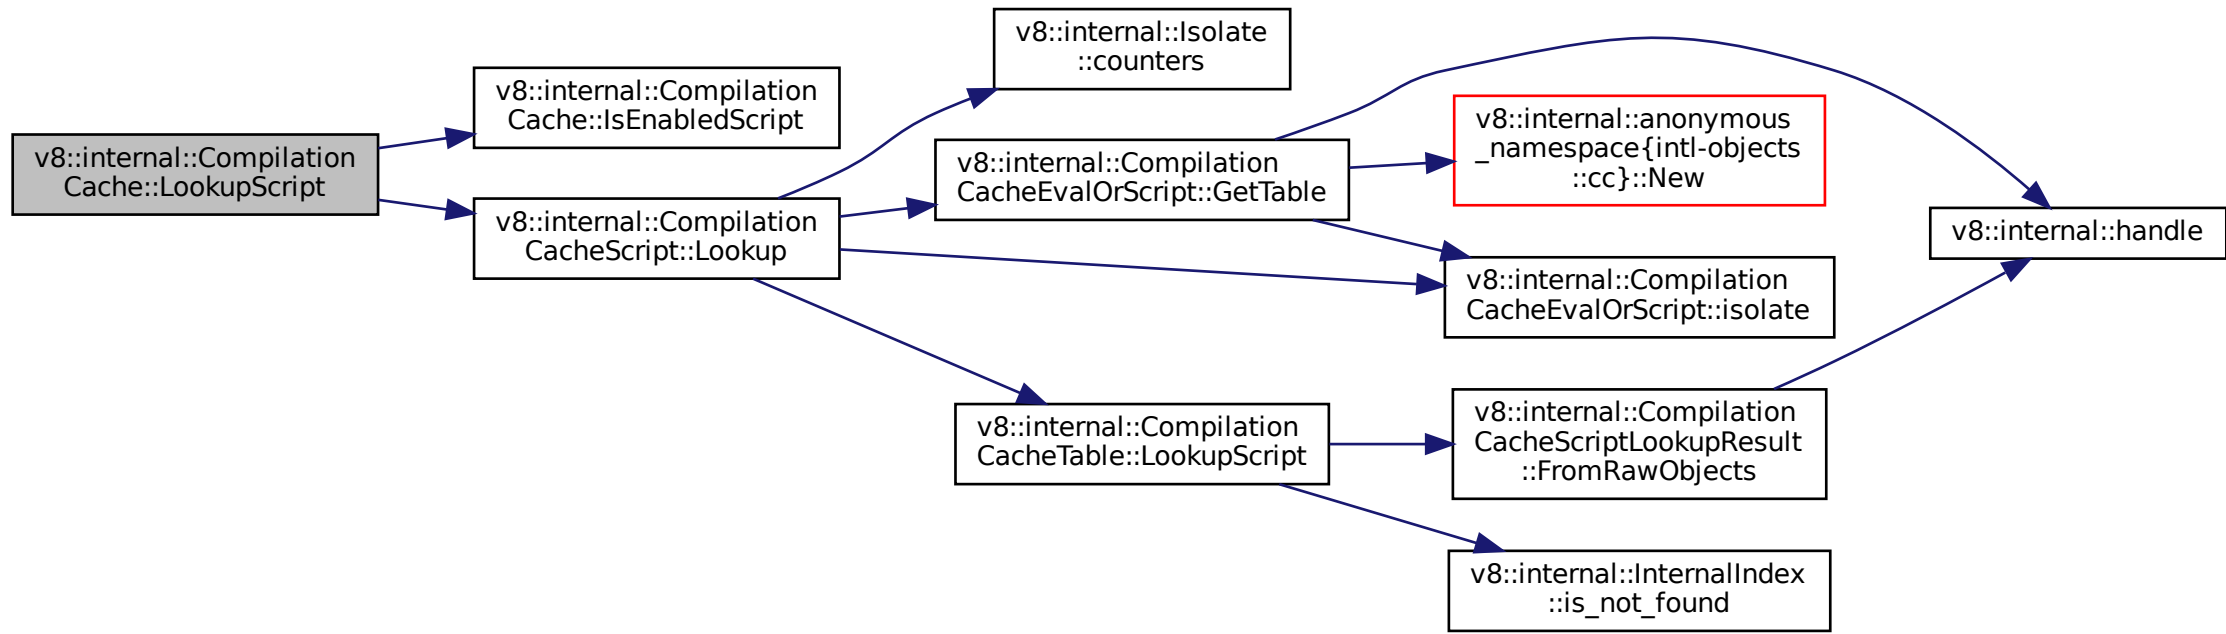 v8::internal::Compilation
Cache::LookupScript
v8::internal::Compilation
Cache::IsEnabledScript
v8::internal::Compilation
CacheScript::Lookup
v8::internal::Isolate
::counters
v8::internal::Compilation
CacheEvalOrScript::GetTable
v8::internal::Compilation
CacheTable::LookupScript
v8::internal::anonymous
_namespace{intl-objects
::cc}::New
v8::internal::Compilation
CacheEvalOrScript::isolate
v8::internal::Compilation
CacheScriptLookupResult
::FromRawObjects
v8::internal::InternalIndex
::is_not_found
v8::internal::handle